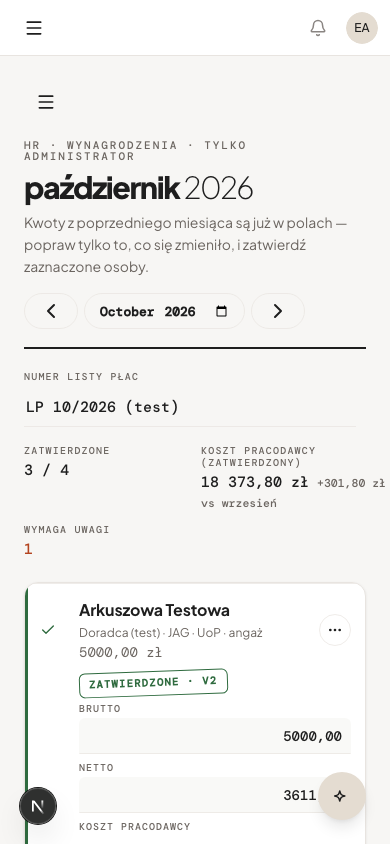 EA
HR · WYNAGRODZENIA · TYLKO
ADMINISTRATOR
październik 2026
Kwoty z poprzedniego miesiąca są już w polach —
popraw tylko to, co się zmieniło, i zatwierdź
zaznaczone osoby.
October 2026
NUMER LISTY PŁAC
LP 10/2026 (test)
ZATWIERDZONE
3 / 4
KOSZT PRACODAWCY
(ZATWIERDZONY)
18 373,80 zł +301,80 zł
vs wrzesień
WYMAGA UWAGI
1
Arkuszowa Testowa
Doradca (test) · JAG · UoP · angaż
5000,00 zł
ZATWIERDZONE · V2
BRUTTO
5000,00
NETTO
3611
KOSZT PRACODAWCY
N